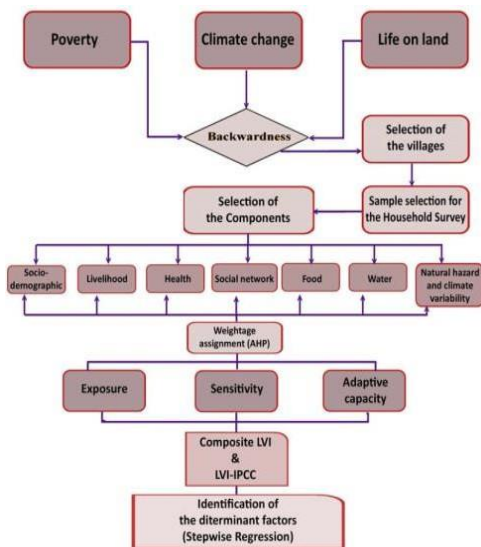 Poverty
Climate change
Life on land
Backwardness
Selection of
the villages
Selection of
the Components
Sample selection for
the Household Survey
Socio-
demographic
Livelihood
Health
Social network
Food
Water
Natural hazard
and climate
variability
Weightage
assignment (AHP)
Exposure
Sensitivity
Adaptive
capacity
Composite LVI
&
LVI-IPCC
Identification of
the diterminant factors
(Stepwise Regression)